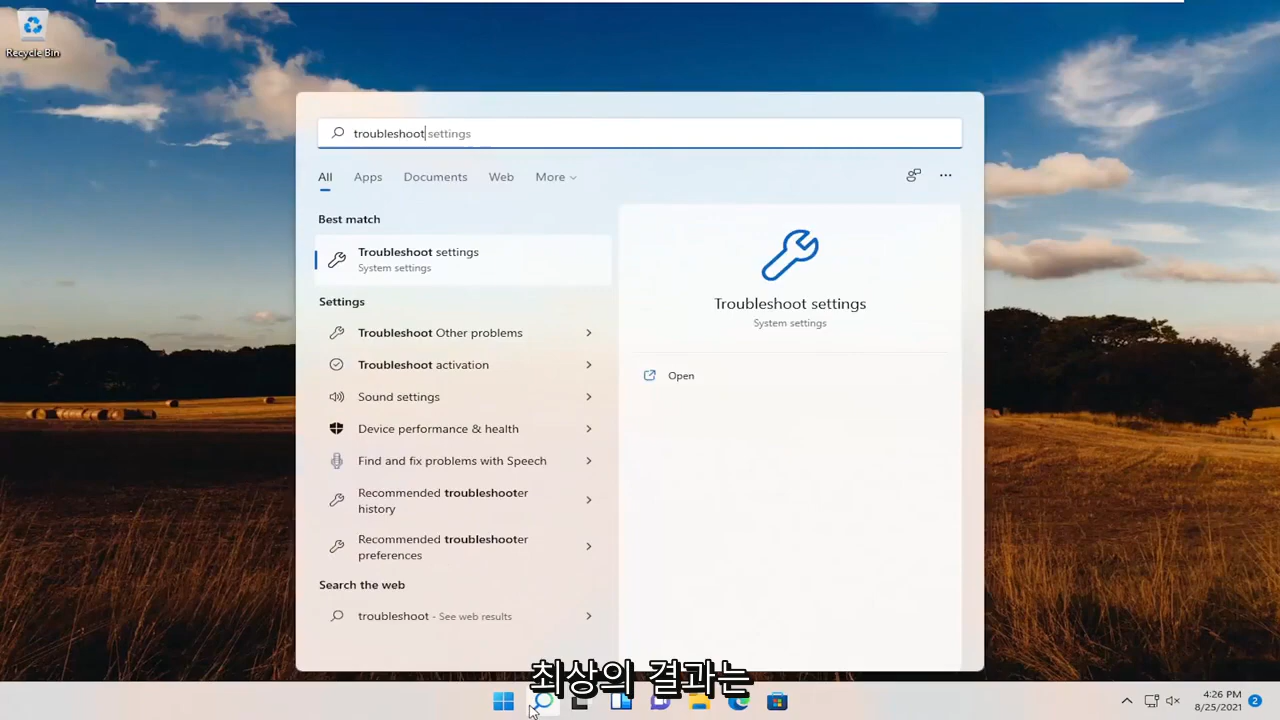 Recycle Bin
troubleshoot settings
All Apps Documents Web More
Best match
Troubleshoot settings
System settings
Settings
Troubleshoot Other problems
Troubleshoot activation
Sound settings
Device performance & health
Find and fix problems with Speech
Recommended troubleshooter
history
Recommended troubleshooter
preferences
Search the web
troubleshoot - See web results
Troubleshoot settings
System settings
Open
최상의 결과는
4:26 PM
8/25/2021
2